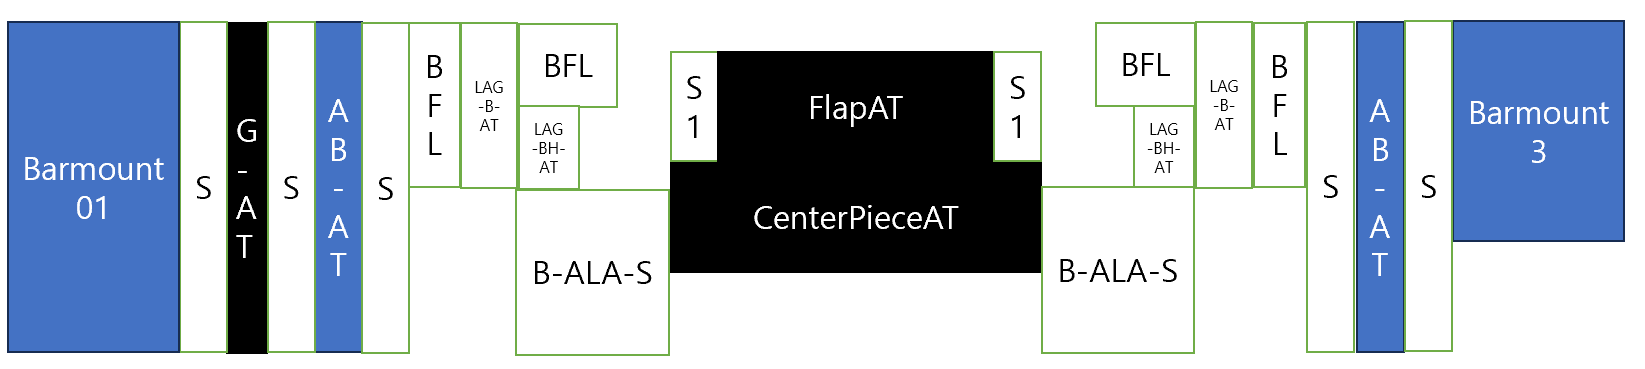 Barmount
01
S
G
-
A
T
S
A
B
-
A
T
S
B
F
L
LAG
-B-
AT
BFL
LAG
-BH-
AT
B-ALA-S
S
1
FlapAT
S
1
CenterPieceAT
BFL
LAG
-BH-
AT
B-ALA-S
LAG
-B-
AT
B
F
L
S
A
B
-
A
T
S
Barmount
3